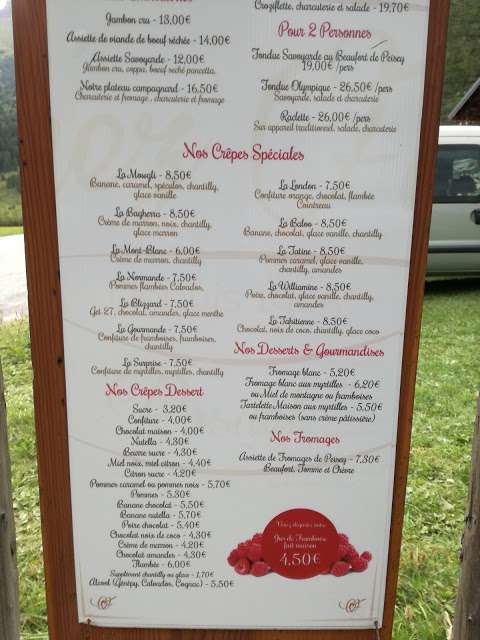 Jambon cru - 13,00€
Assiette de viande de boeuf séchée - 14,00€
Assiette Savoyarde - 12,00€
Jambon cru, coppa, boeuf séché pancetta,
Notre plateau campagnard - 16,50€
Charcuterie et fromage , charcuterie et fromage
Croziflette, charcuterie et salade - 19,70€
Pour 2 Personnes
Fondue Savoyarde au Beaufort de Peisey
19,00€ /pers
Fondue Olympique - 26,50€ /pers
Savoyarde, salade et charcuterie
Raclette - 26,00€ /pers
Sur appareil traditionnel, salade, charcuterie
Nos Crêpes Spéciales
La Mowgli - 8,50€
Banane, caramel, spéculos, chantilly,
glace vanille
La Bagheera - 8,50€
Crème de marron, noix, chantilly,
glace marron
La Mont-Blanc - 6,00€
Crème de marron, chantilly
La Normande - 7,50€
Pommes flambées Calvados,
La Blizzard - 7,50€
Get 27, chocolat, amandes, glace menthe
La Gourmande - 7,50€
Confiture de framboises, framboises,
chantilly
La Surprise - 7,50€
Confiture de myrtilles, myrtilles, chantilly
La London - 7,50€
Confiture orange, chocolat, flambée
Cointreau
La Baloo - 8,50€
Banane, chocolat, glace vanille, chantilly
La Tatine - 8,50€
Pommes caramel, glace vanille,
chantilly, amandes
La Williamine - 8,50€
Poire, chocolat, glace vanille, chantilly,
amandes
La Tahitienne - 8,50€
Chocolat, noix de coco, chantilly, glace coco
Nos Crêpes Dessert
Sucre - 3,20€
Confiture - 4,00€
Chocolat maison - 4,00€
Nutella - 4,30€
Beurre sucre - 4,30€
Miel noix, miel citron - 4,40€
Citron sucre - 4,20€
Pommes caramel ou pommes noix - 5,70€
Pommes - 5,30€
Banane chocolat - 5,50€
Banane nutella - 5,70€
Poire chocolat - 5,40€
Chocolat noix de coco - 4,30€
Crème de marron - 4,20€
Chocolat amandes - 4,30€
Flambée - 6,00€
Supplément chantilly ou glace - 1,70€
Alcool (Génépy, Calvados, Cognac) - 5,50€
Nos Desserts & Gourmandises
Fromage blanc - 5,20€
Fromage blanc aux myrtilles - 6,20€
ou Miel de montagne ou framboises
Tartelette Maison aux myrtilles - 5,50€
ou framboises (sans crème pâtissière)
Nos Fromages
Assiette de Fromages de Peisey - 7,30€
Beaufort, Tomme et Chèvre
Jus de Framboise
fait maison
4,50€